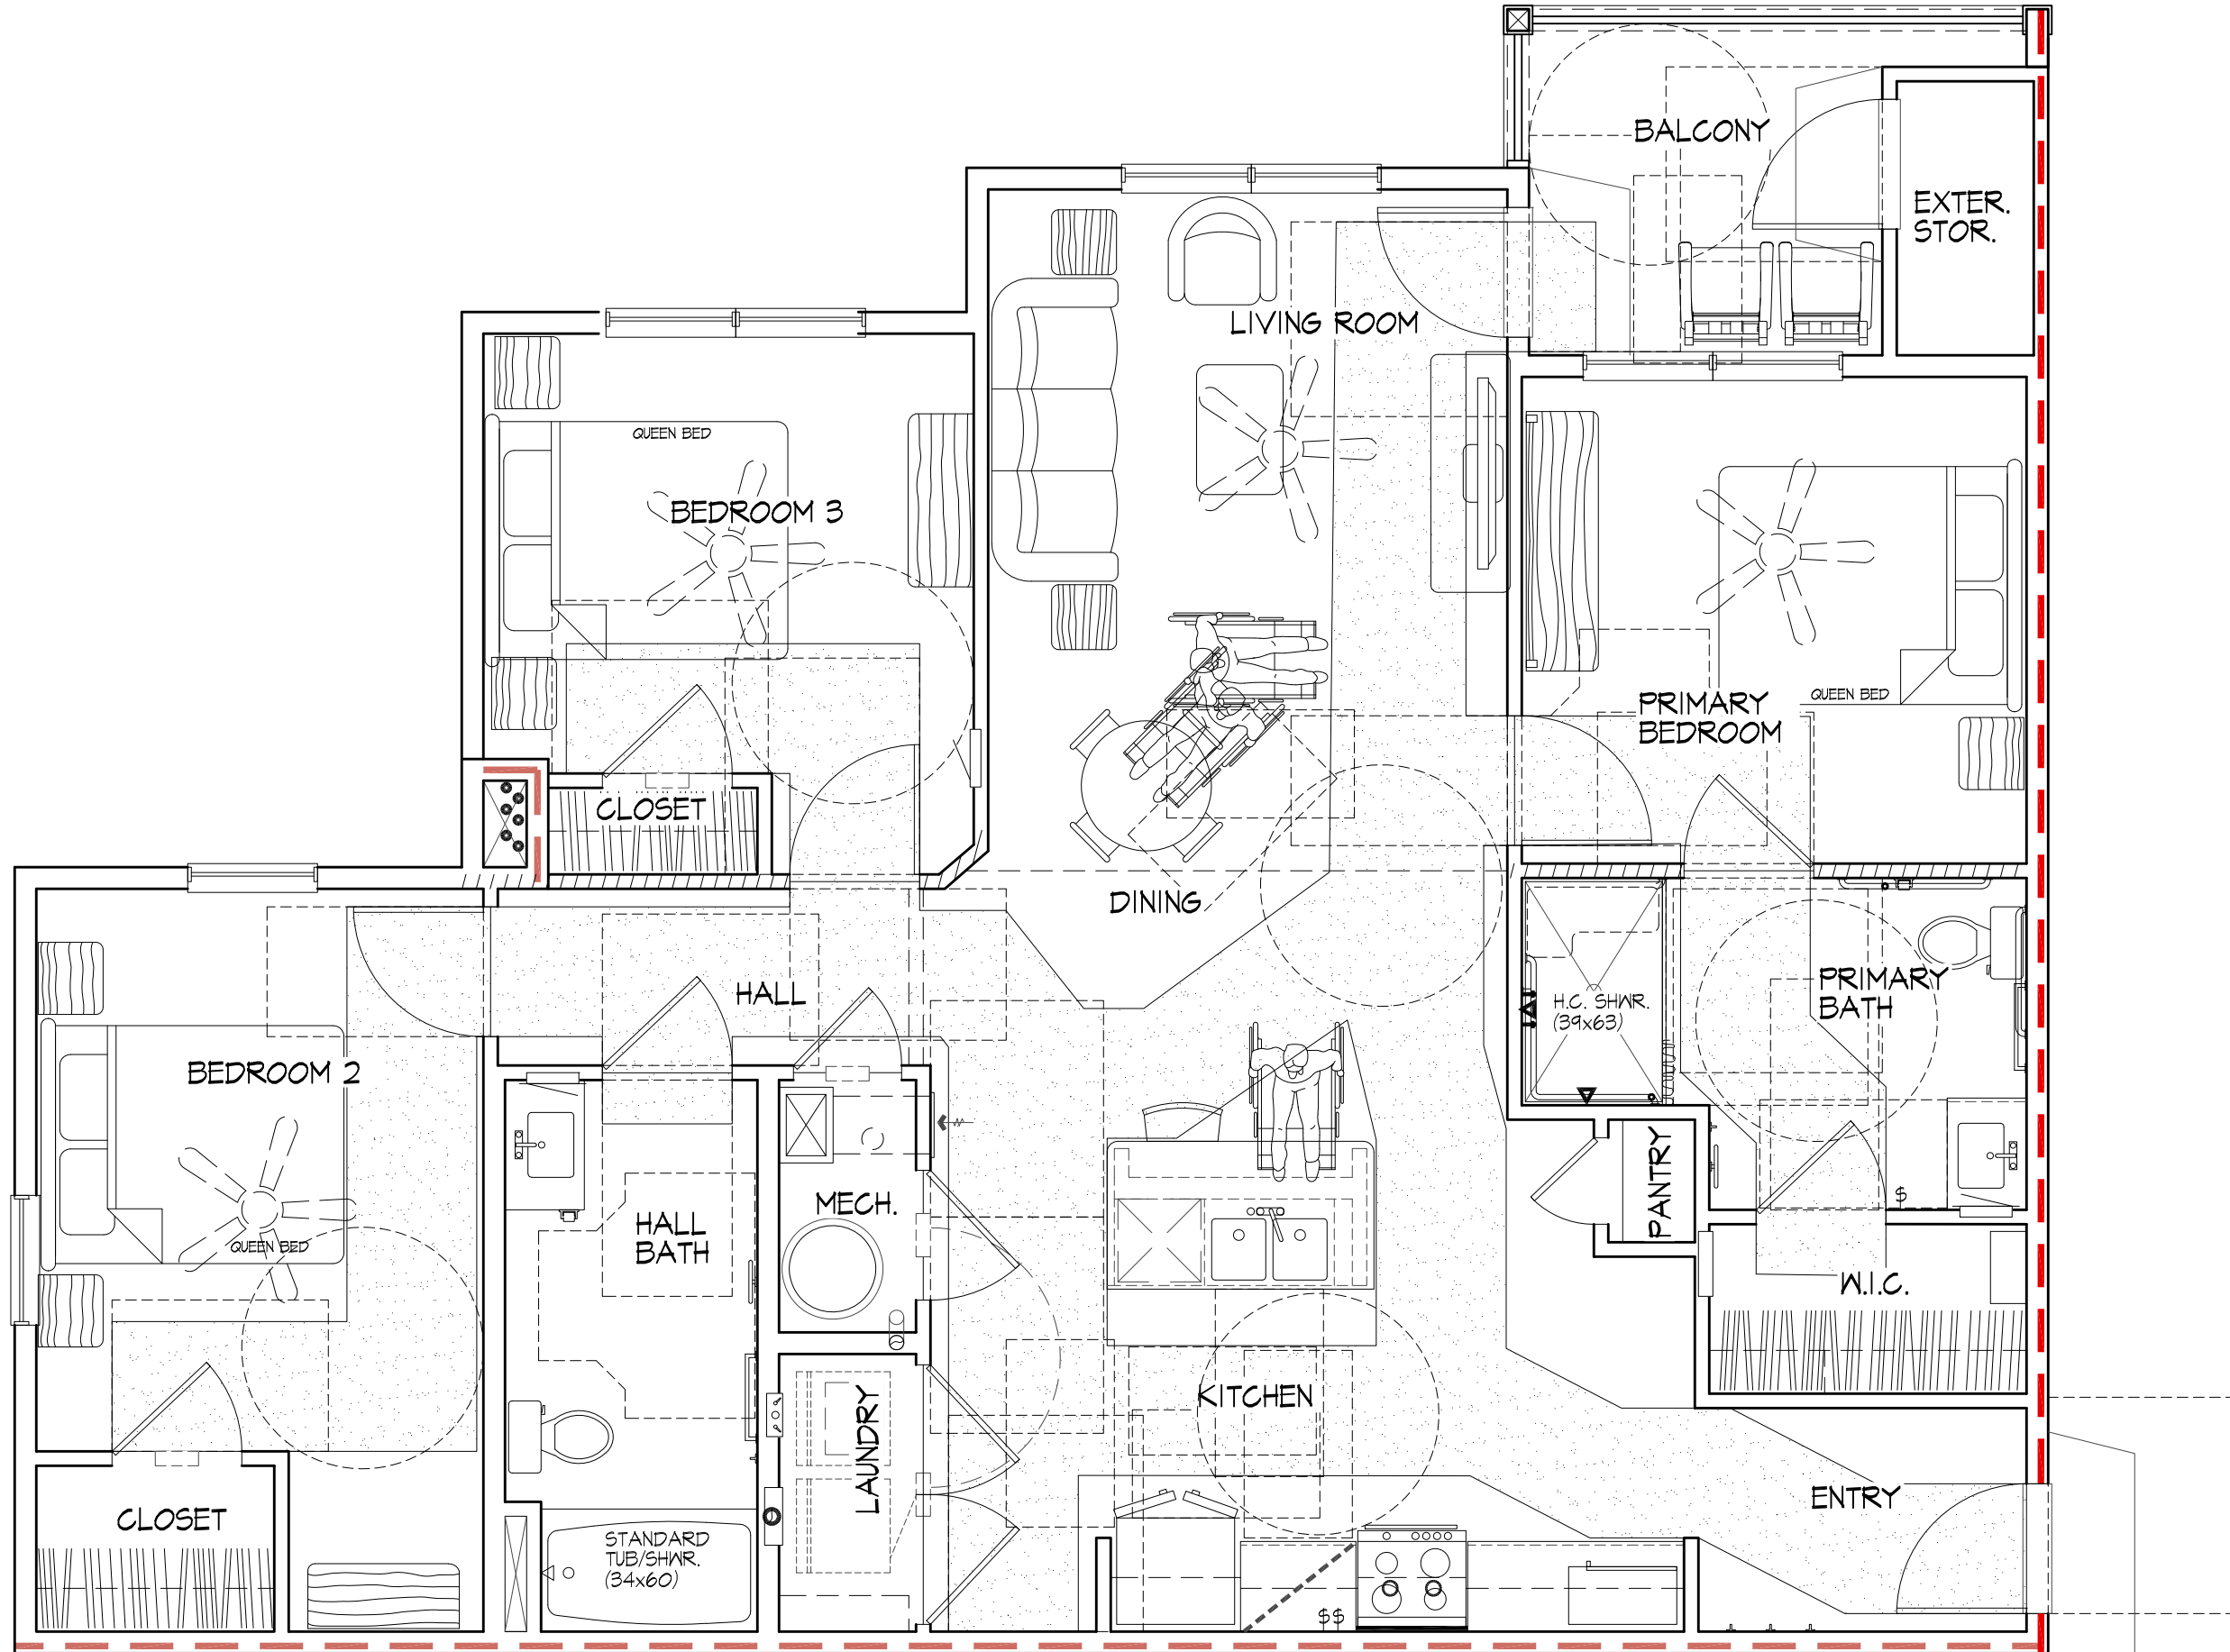 BALCONY
EXTER.
STOR.
LIVING ROOM
QUEEN BED
BEDROOM 3
PRIMARY
BEDROOM
QUEEN BED
CLOSET
DINING
HALL
H.C. SHWR.
(39x63)
PRIMARY
BATH
BEDROOM 2
QUEEN BED
PANTRY
MECH.
HALL
BATH
$
W.I.C.
KITCHEN
LAUNDRY
ENTRY
CLOSET
STANDARD
TUB/SHWR.
(34x60)
$$